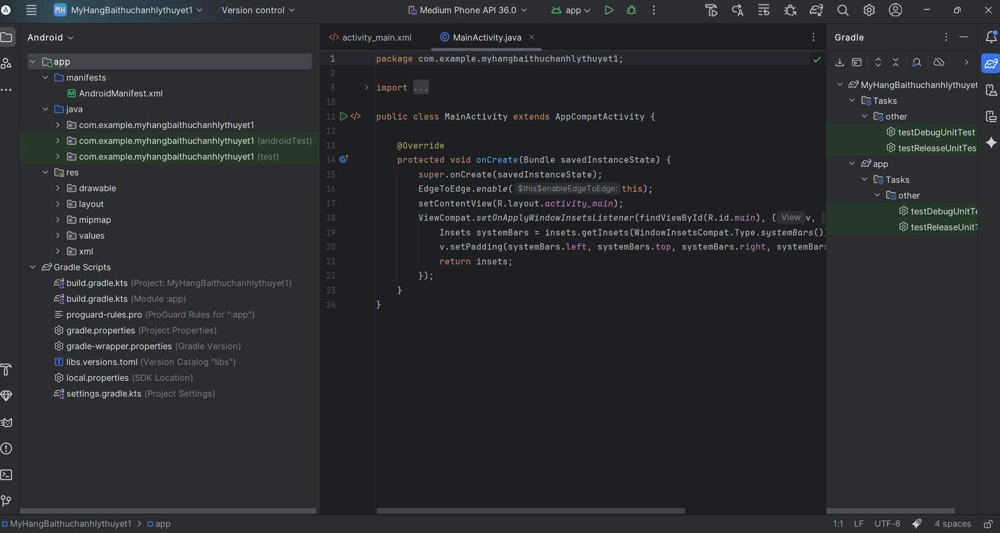 MH MyHangBaithuchanhlythuyet1 Version control Medium Phone API 36.0 app
Android
app
manifests
AndroidManifest.xml
java
com.example.myhangbaithuchanhlythuyet1
com.example.myhangbaithuchanhlythuyet1 (androidTest)
com.example.myhangbaithuchanhlythuyet1 (test)
res
drawable
layout
mipmap
values
xml
Gradle Scripts
build.gradle.kts (Project: MyHangBaithuchanhlythuyet1)
build.gradle.kts (Module :app)
proguard-rules.pro (ProGuard Rules for ":app")
gradle.properties (Project Properties)
gradle-wrapper.properties (Gradle Version)
libs.versions.toml (Version Catalog "libs")
local.properties (SDK Location)
settings.gradle.kts (Project Settings)
activity_main.xml MainActivity.java
1 package com.example.myhangbaithuchanhlythuyet1;
2
3 import ...
10
11 public class MainActivity extends AppCompatActivity {
12
13 @Override
14 protected void onCreate(Bundle savedInstanceState) {
15 super.onCreate(savedInstanceState);
16 EdgeToEdge.enable( $this$enableEdgeToEdge: this);
17 setContentView(R.layout.activity_main);
18 ViewCompat.setOnApplyWindowInsetsListener(findViewById(R.id.main), ( View v,
19 Insets systemBars = insets.getInsets(WindowInsetsCompat.Type.systemBars()
20 v.setPadding(systemBars.left, systemBars.top, systemBars.right, systemBars
21 return insets;
22 });
23 }
24 }
Gradle
MyHangBaithuchanhlythuyet
Tasks
other
testDebugUnitTest
testReleaseUnitTes
app
Tasks
other
testDebugUnitTe
testReleaseUnitT
MyHangBaithuchanhlythuyet1 > app
1:1 LF UTF-8 4 spaces